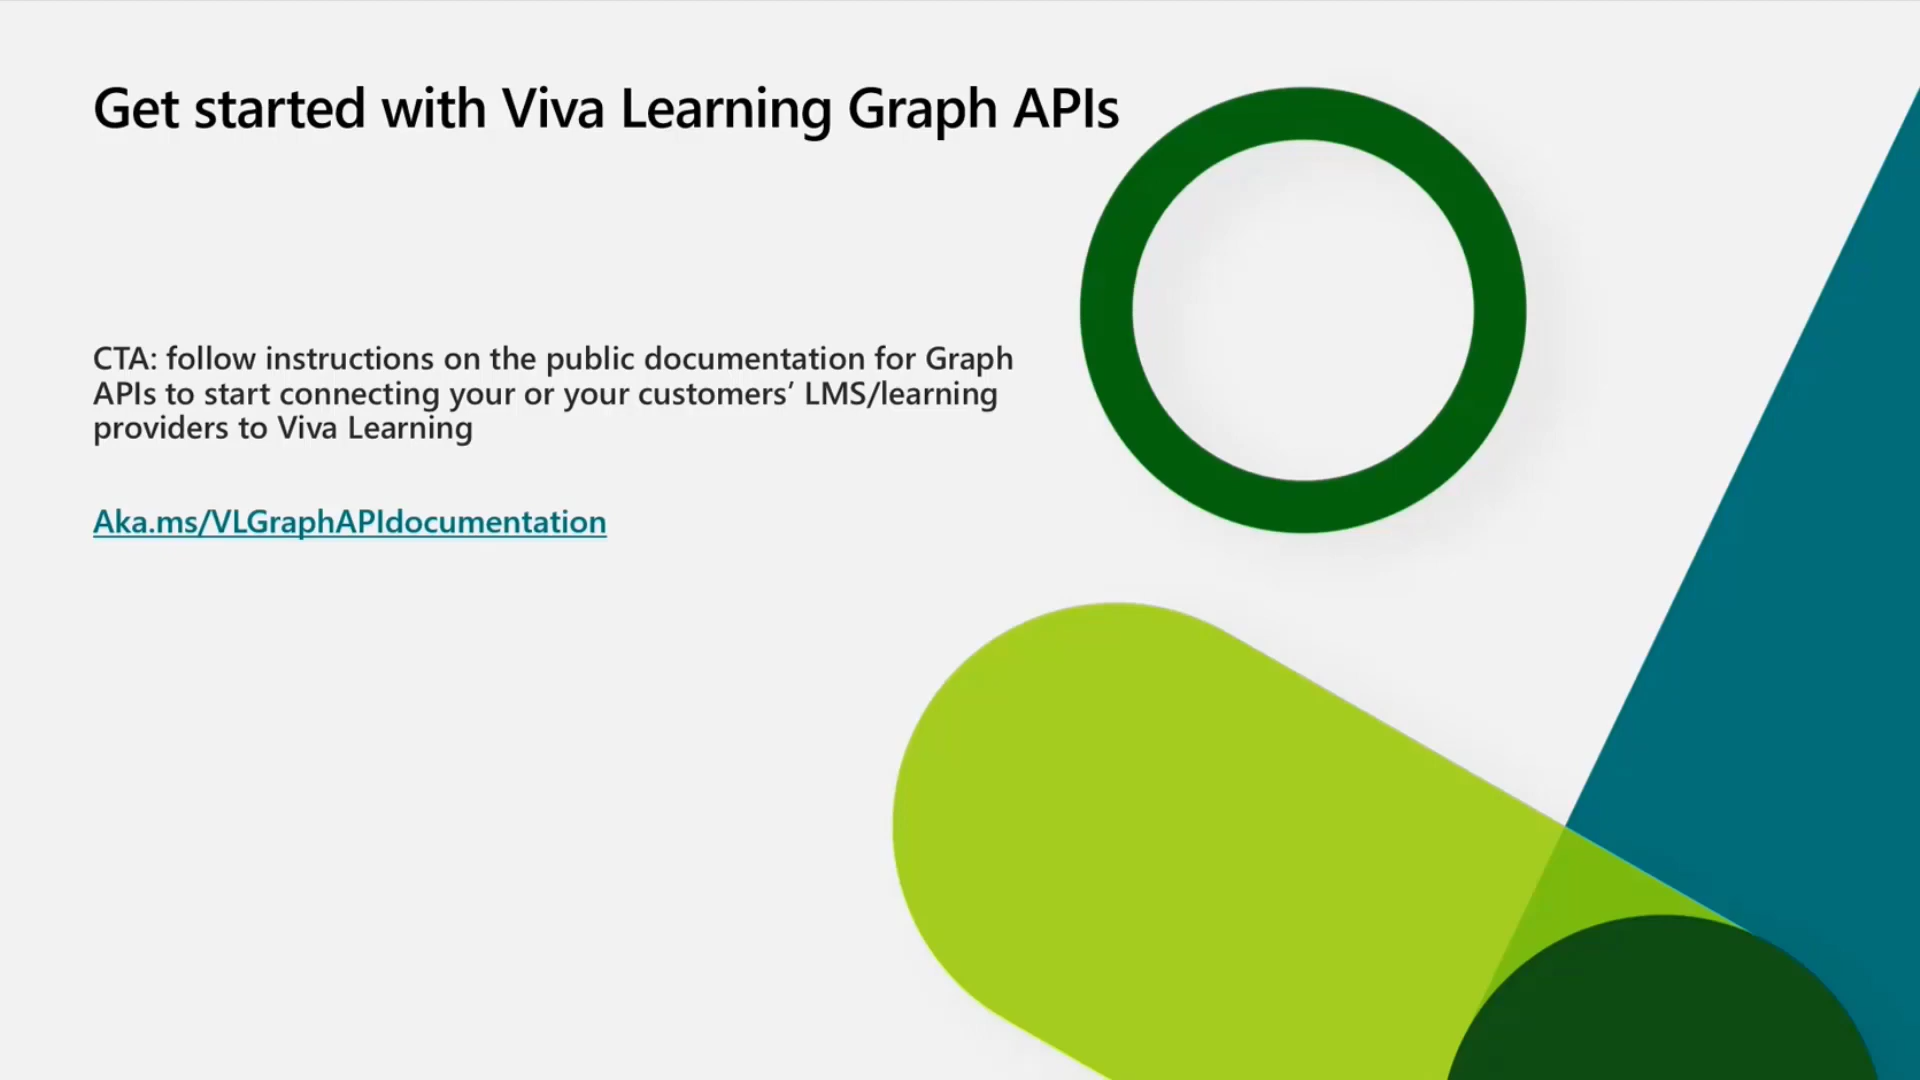 Get started with Viva Learning Graph APIs
CTA: follow instructions on the public documentation for Graph
APIs to start connecting your or your customers’ LMS/learning
providers to Viva Learning
Aka.ms/VLGraphAPIdocumentation